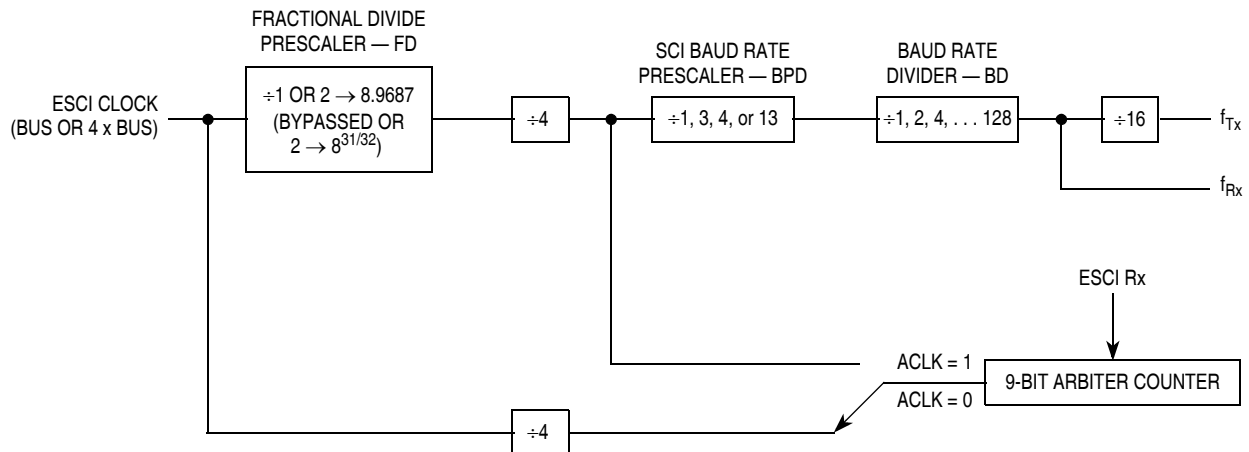 FRACTIONAL DIVIDE
PRESCALER — FD
SCI BAUD RATE
PRESCALER — BPD
BAUD RATE
DIVIDER — BD
ESCI CLOCK
(BUS OR 4 x BUS)
÷1 OR 2 → 8.9687
(BYPASSED OR
2 → 8^31/32)
÷4
÷1, 3, 4, or 13
÷1, 2, 4, . . . 128
÷16
fTx
fRx
ESCI Rx
ACLK = 1
ACLK = 0
9-BIT ARBITER COUNTER
÷4